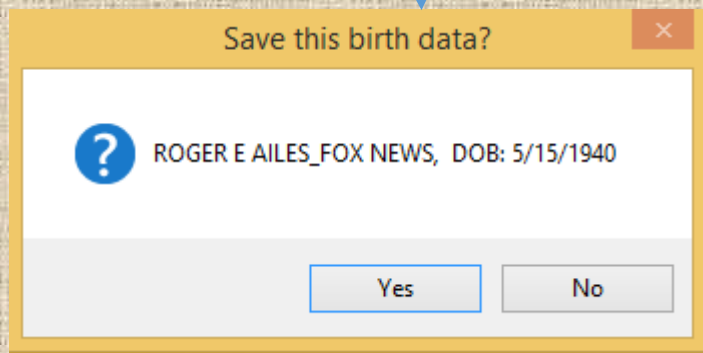 Save this birth data?
ROGER E AILES_FOX NEWS,  DOB: 5/15/1940
Yes
No